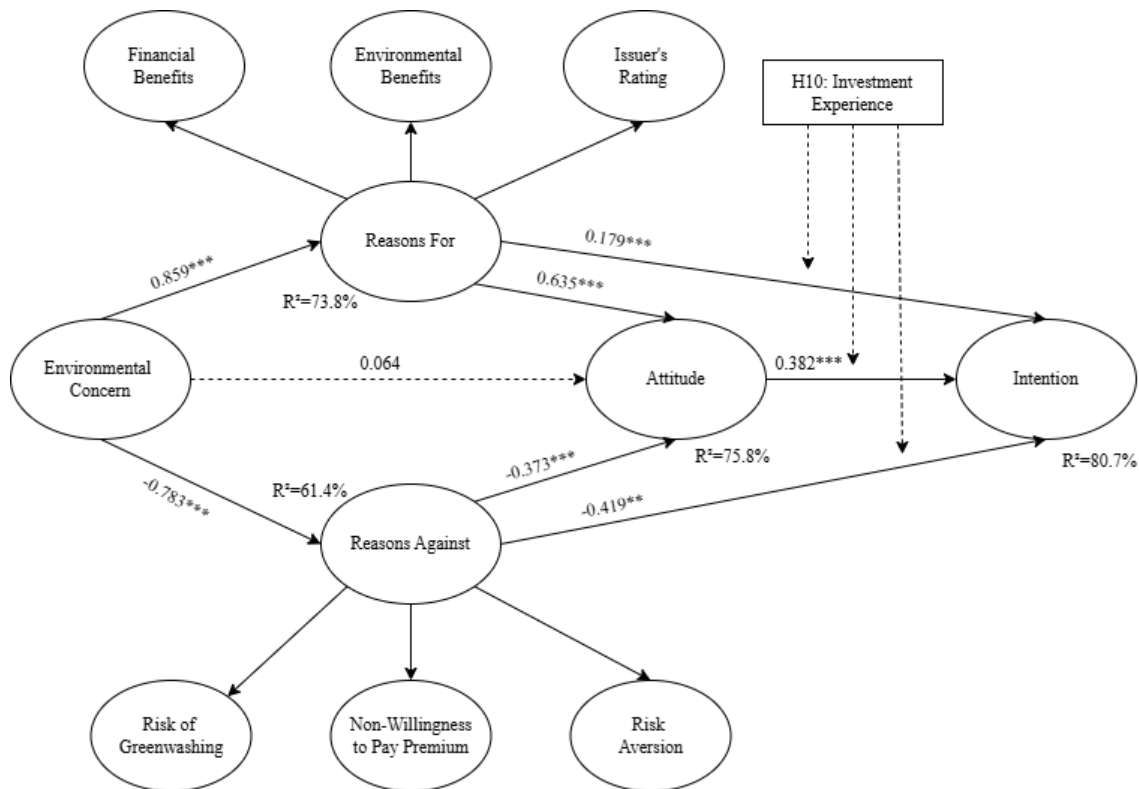 Financial
Benefits
Environmental
Benefits
Issuer's
Rating
H10: Investment
Experience
Reasons For
0.179***
0.859***
0.635***
R²=73.8%
Environmental
Concern
0.064
Attitude
0.382***
Intention
-0.783***
R²=61.4%
-0.373***
R²=75.8%
R²=80.7%
-0.419**
Reasons Against
Risk of
Greenwashing
Non-Willingness
to Pay Premium
Risk
Aversion